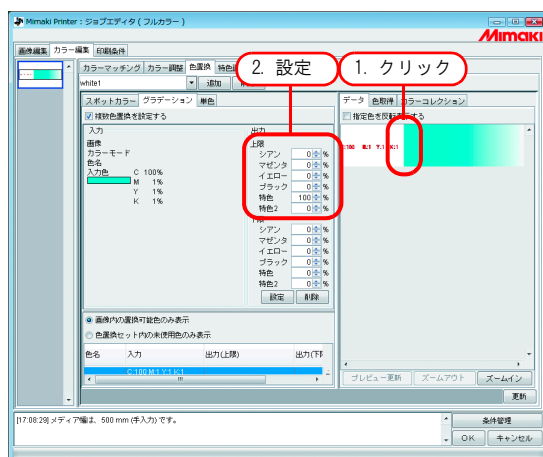 Mimaki Printer : ジョブエディタ ( フルカラー )
Mimaki
画像編集 カラー編集 印刷条件
カラーマッチング カラー調整 色置換
white1 追加
スポットカラー グラデーション 単色
複数色置換を設定する
入力
画像
カラーモード
色名
入力色 C 100%
M 1%
Y 1%
K 1%
出力
上限
シアン 0 %
マゼンタ 0 %
イエロー 0 %
ブラック 0 %
特色 100 %
特色2 0 %
シアン 0 %
マゼンタ 0 %
イエロー 0 %
ブラック 0 %
特色 0 %
特色2 0 %
設定 削除
画像内の置換可能色のみ表示
色置換セット内の未使用色のみ表示
色名 入力 出力(上限) 出力(下
C:100 M:1 Y:1 K:1
2. 設定
1. クリック
データ 色取得 カラーコレクション
指定色を反転表示する
C:100 M:1 Y:1 K:1
プレビュー更新 ズームアウト ズームイン
更新
[17:08:29] メディア幅は、500 mm (手入力) です。
条件管理
OK キャンセル